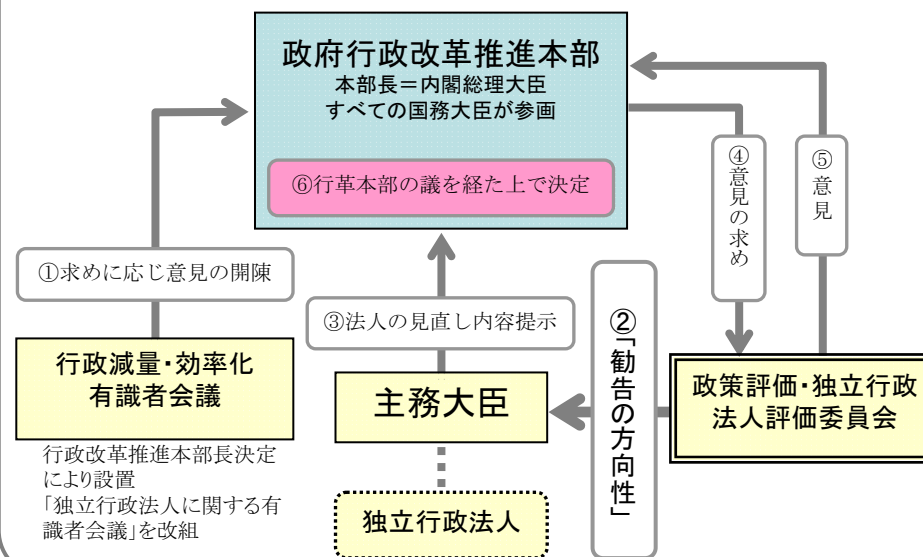 政府行政改革推進本部
本部長＝内閣総理大臣
すべての国務大臣が参画
⑥行革本部の議を経た上で決定
①求めに応じ意見の開陳
③法人の見直し内容提示
②「勧告の方向性」
④意見の求め
⑤意見
行政減量・効率化
有識者会議
主務大臣
政策評価・独立行政
法人評価委員会
行政改革推進本部長決定
により設置
「独立行政法人に関する有
識者会議」を改組
独立行政法人